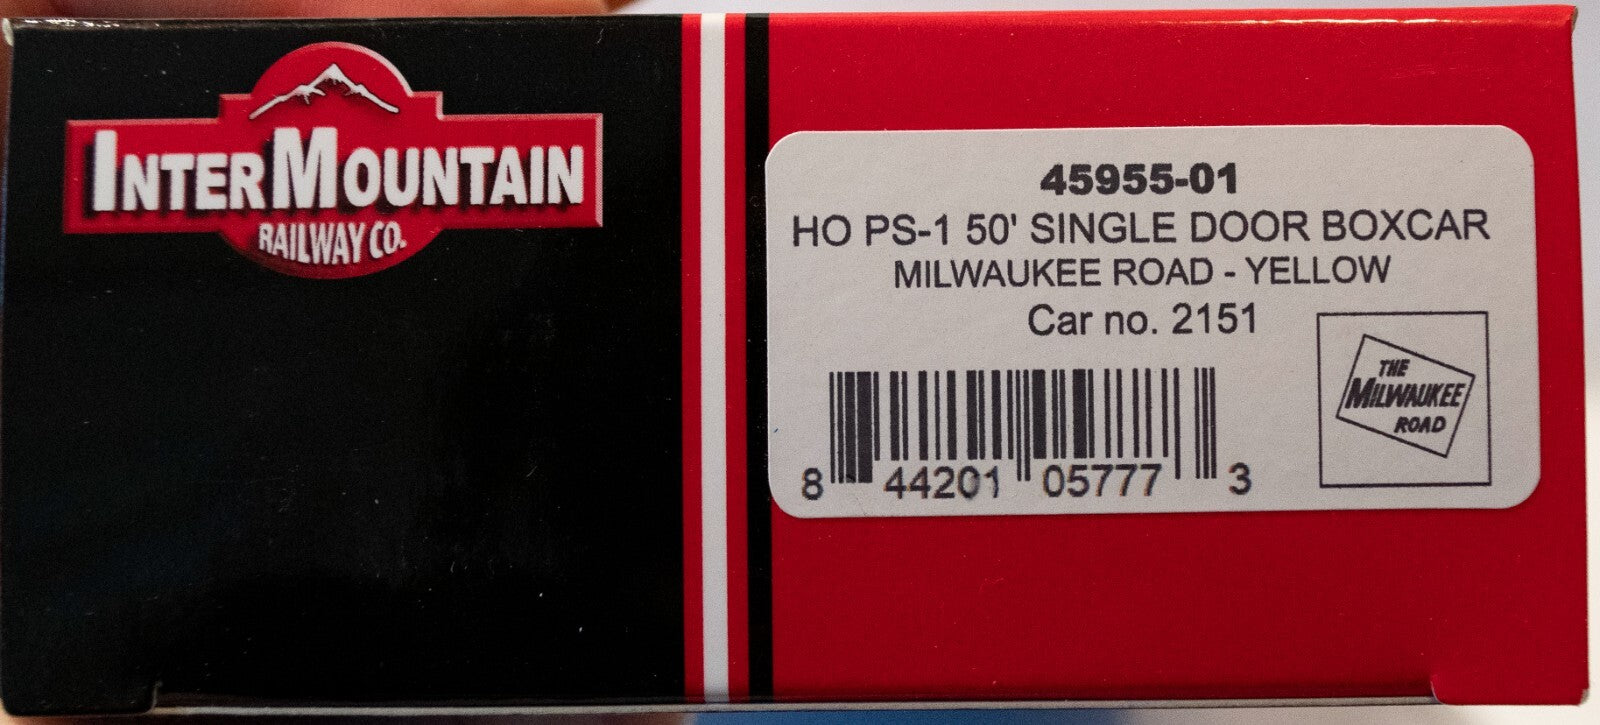 INTERMOUNTAIN
RAILWAY CO.
45955-01
HO PS-1 50' SINGLE DOOR BOXCAR
MILWAUKEE ROAD - YELLOW
Car no. 2151
8 44201 05777 3
THE
MILWAUKEE
ROAD